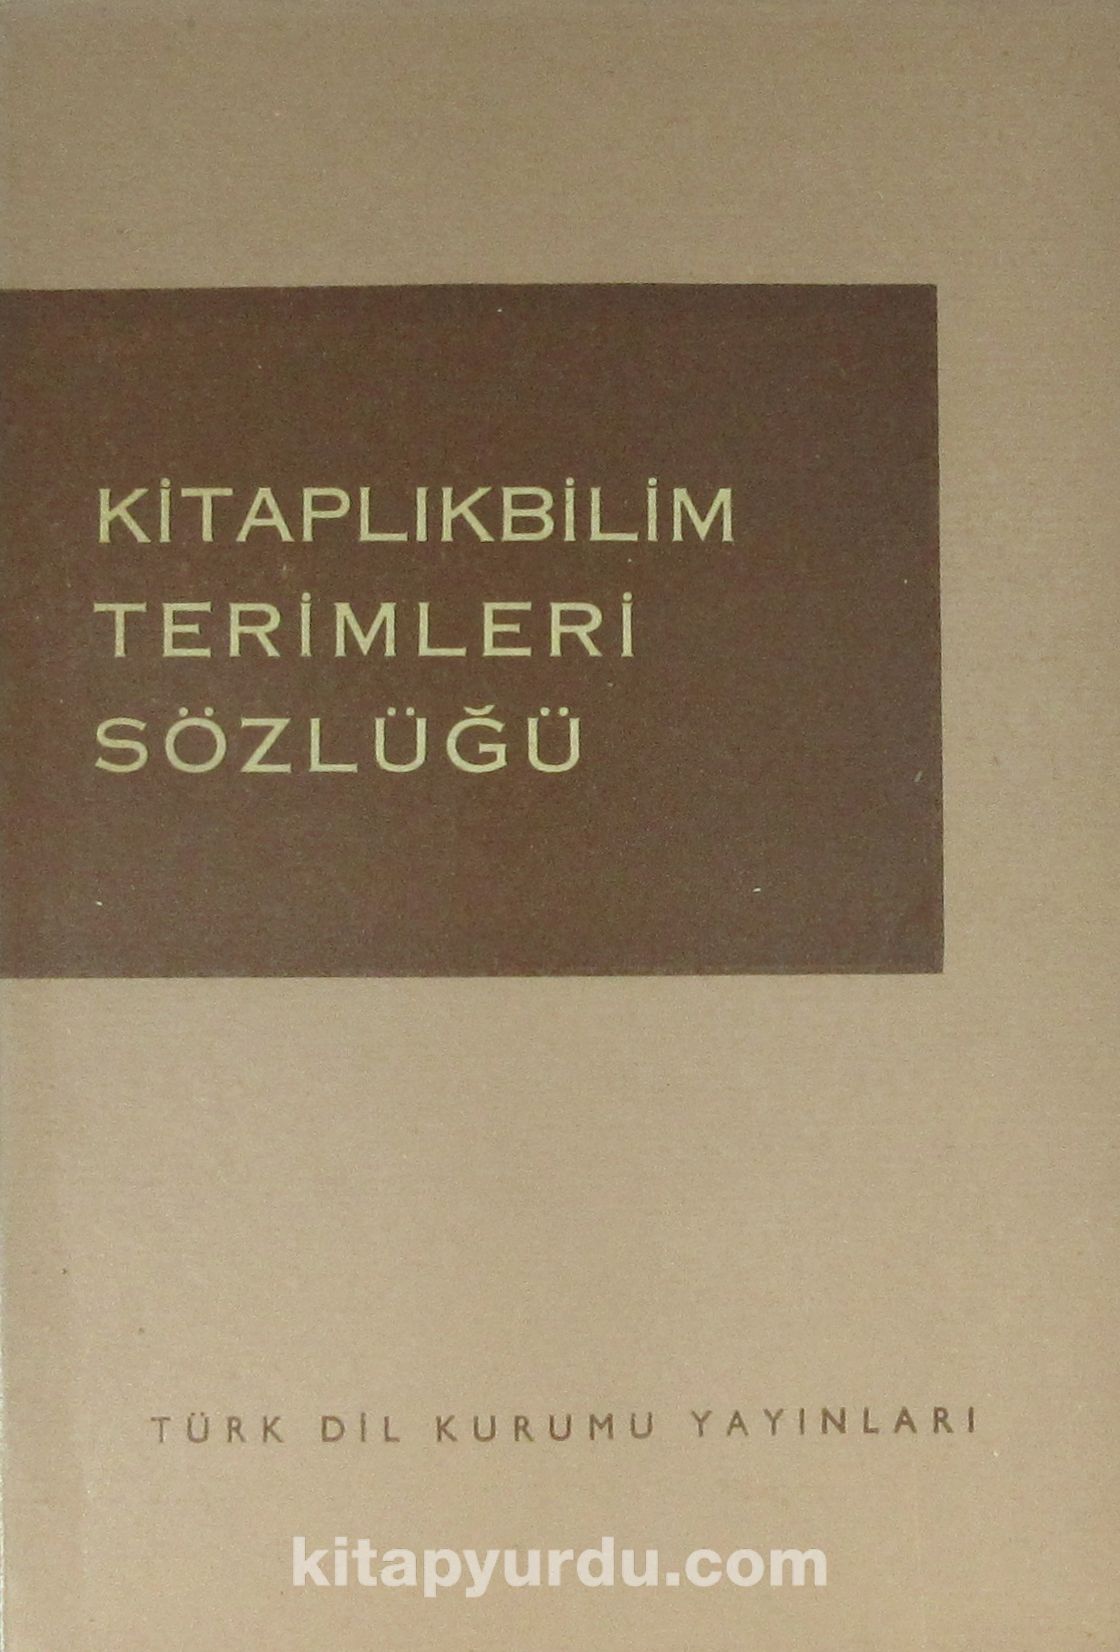 KİTAPLIKBİLİM
TERİMLERİ
SÖZLÜĞÜ
TÜRK DİL KURUMU YAYINLARI
kitapyurdu.com